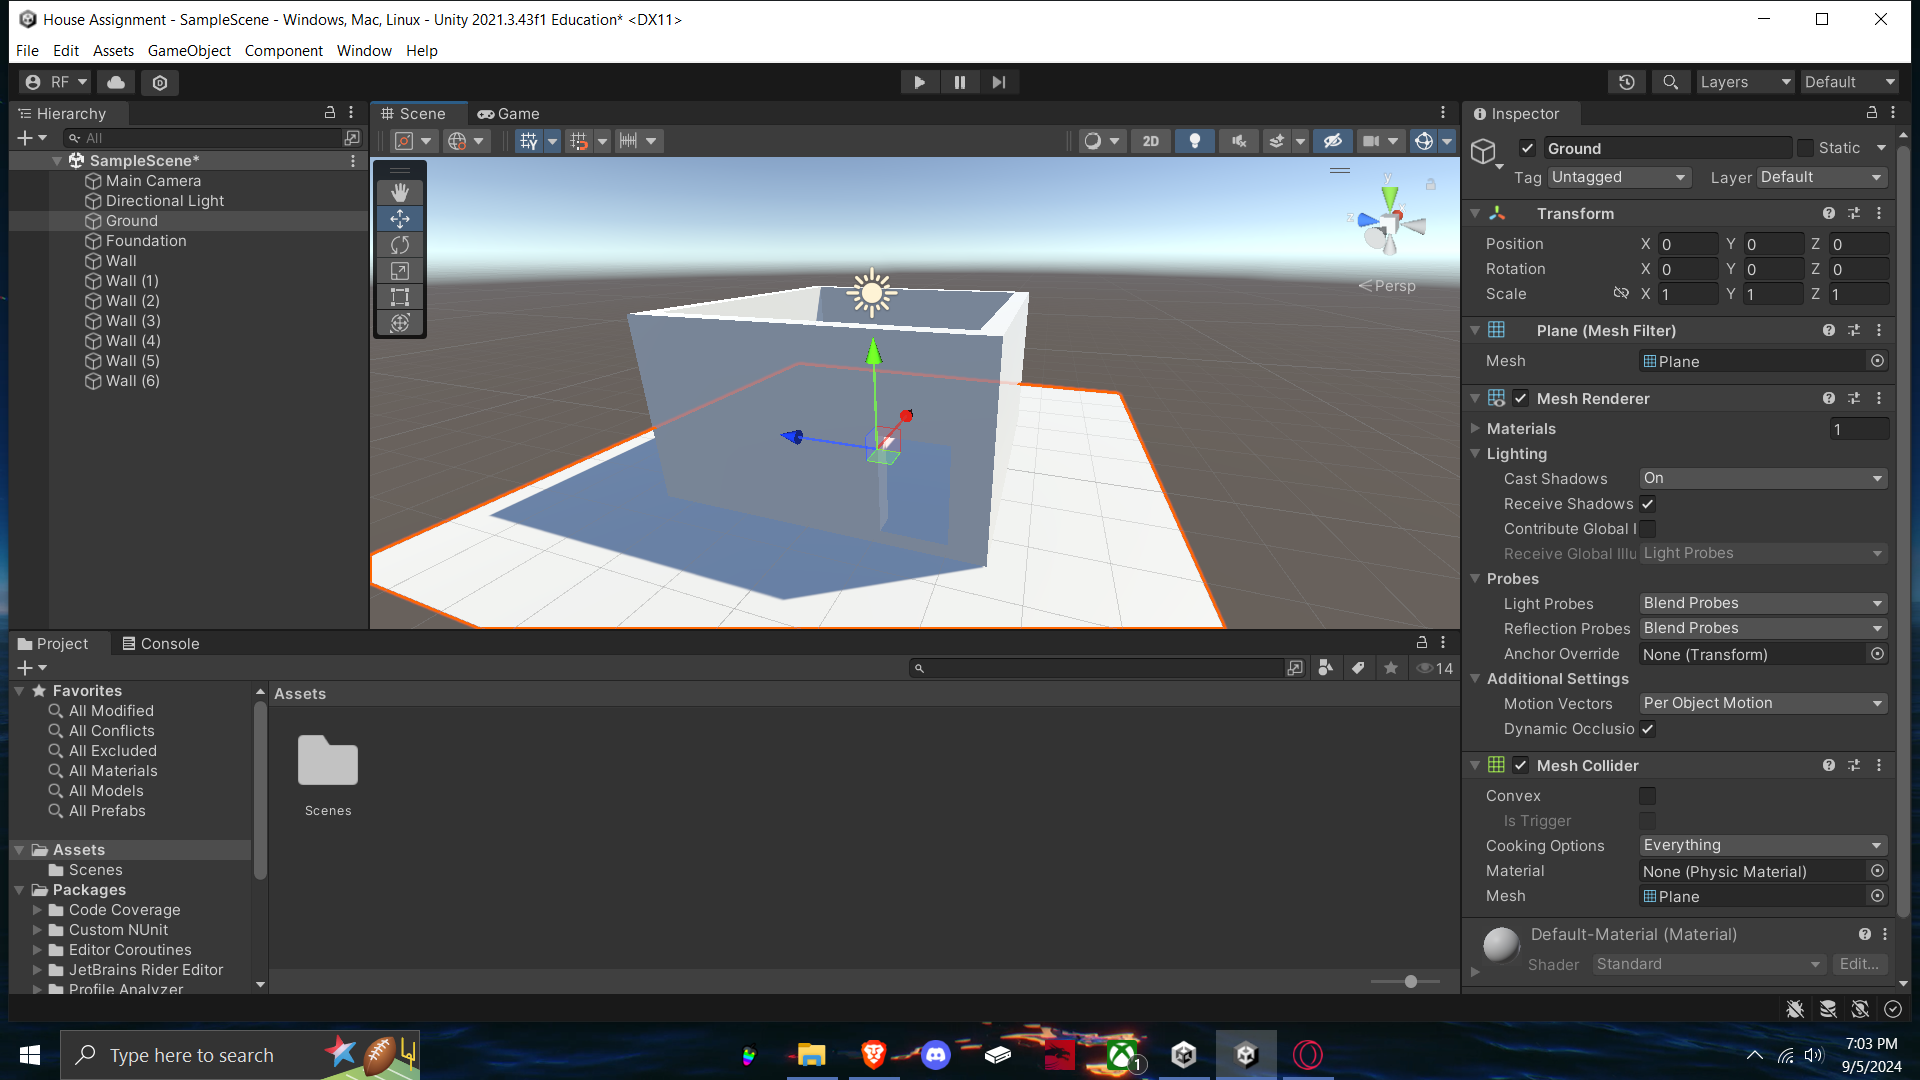 House Assignment - SampleScene - Windows, Mac, Linux - Unity 2021.3.43f1 Education* <DX11>
File Edit Assets GameObject Component Window Help
RF
Layers
Default
Hierarchy
All
SampleScene*
Main Camera
Directional Light
Ground
Foundation
Wall
Wall (1)
Wall (2)
Wall (3)
Wall (4)
Wall (5)
Wall (6)
Scene
Game
2D
y
z
Persp
Inspector
Ground
Static
Tag Untagged Layer Default
Transform
Position X 0 Y 0 Z 0
Rotation X 0 Y 0 Z 0
Scale X 1 Y 1 Z 1
Plane (Mesh Filter)
Mesh Plane
Mesh Renderer
Materials 1
Lighting
Cast Shadows On
Receive Shadows
Contribute Global I
Receive Global Illu Light Probes
Probes
Light Probes Blend Probes
Reflection Probes Blend Probes
Anchor Override None (Transform)
Additional Settings
Motion Vectors Per Object Motion
Dynamic Occlusio
Mesh Collider
Convex
Is Trigger
Cooking Options Everything
Material None (Physic Material)
Mesh Plane
Default-Material (Material)
Shader Standard Edit...
Project
Console
14
Favorites
All Modified
All Conflicts
All Excluded
All Materials
All Models
All Prefabs
Assets
Scenes
Packages
Code Coverage
Custom NUnit
Editor Coroutines
JetBrains Rider Editor
Profile Analyzer
Assets
Scenes
Type here to search
1
7:03 PM
9/5/2024